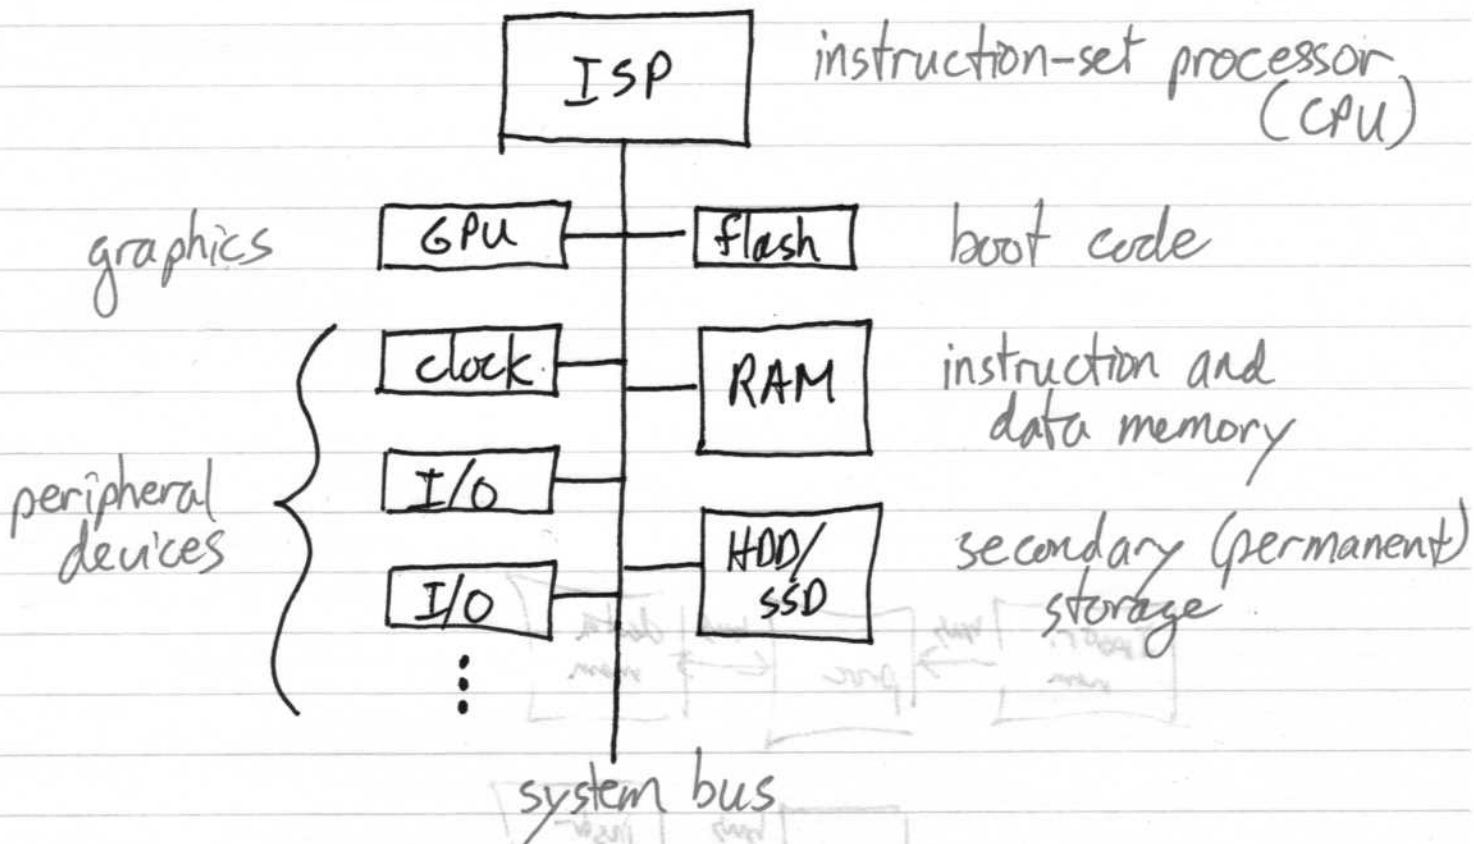 ISP
instruction-set processor
(CPU)
graphics
GPU
flash
boot code
clock
RAM
instruction and
data memory
I/O
peripheral
devices
HDD/
SSD
secondary (permanent)
storage
I/O
system bus